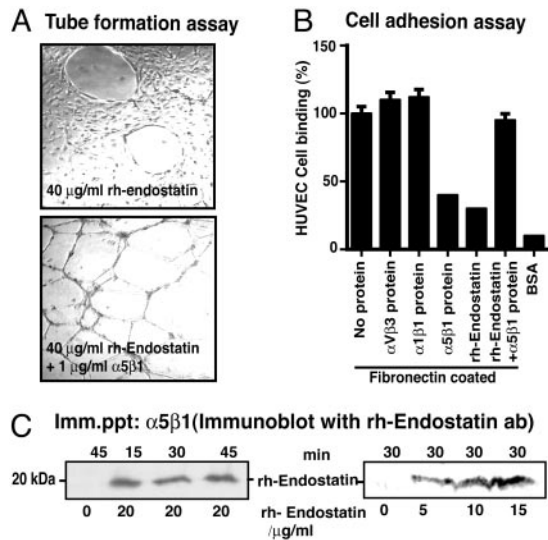 A Tube formation assay
40 µg/ml rh-endostatin
40 µg/ml rh-Endostatin
+ 1 µg/ml α5β1
B Cell adhesion assay
HUVEC Cell binding (%)
150
100
50
0
No protein
αVβ3 protein
α1β1 protein
α5β1 protein
rh-Endostatin
rh-Endostatin
+α5β1 protein
BSA
Fibronectin coated
C Imm.ppt: α5β1(Immunoblot with rh-Endostatin ab)
45 15 30 45 min 30 30 30 30
20 kDa rh-Endostatin
0 20 20 20 rh- Endostatin 0 5 10 15
/µg/ml